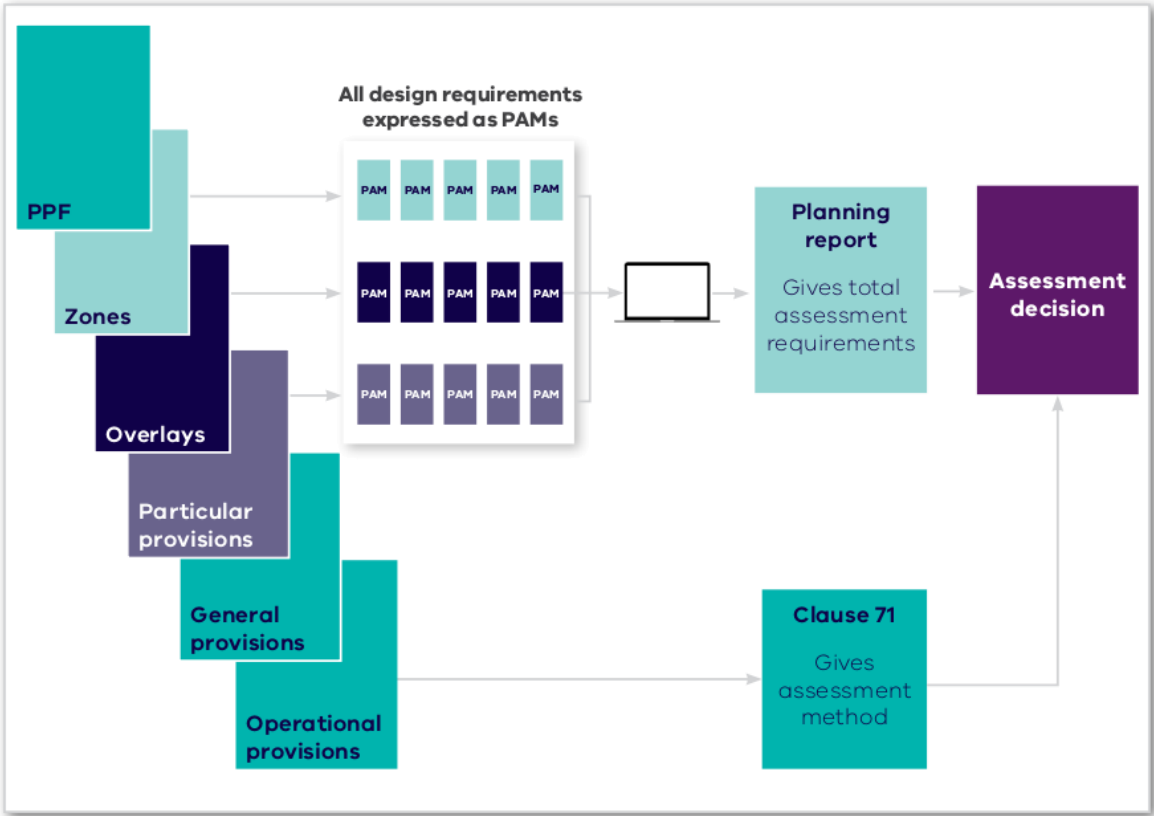 All design requirements
expressed as PAMs
PPF
Zones
Overlays
Particular
provisions
General
provisions
Operational
provisions
PAM PAM PAM PAM PAM
PAM PAM PAM PAM PAM
PAM PAM PAM PAM PAM
Planning
report
Gives total
assessment
requirements
Assessment
decision
Clause 71
Gives
assessment
method